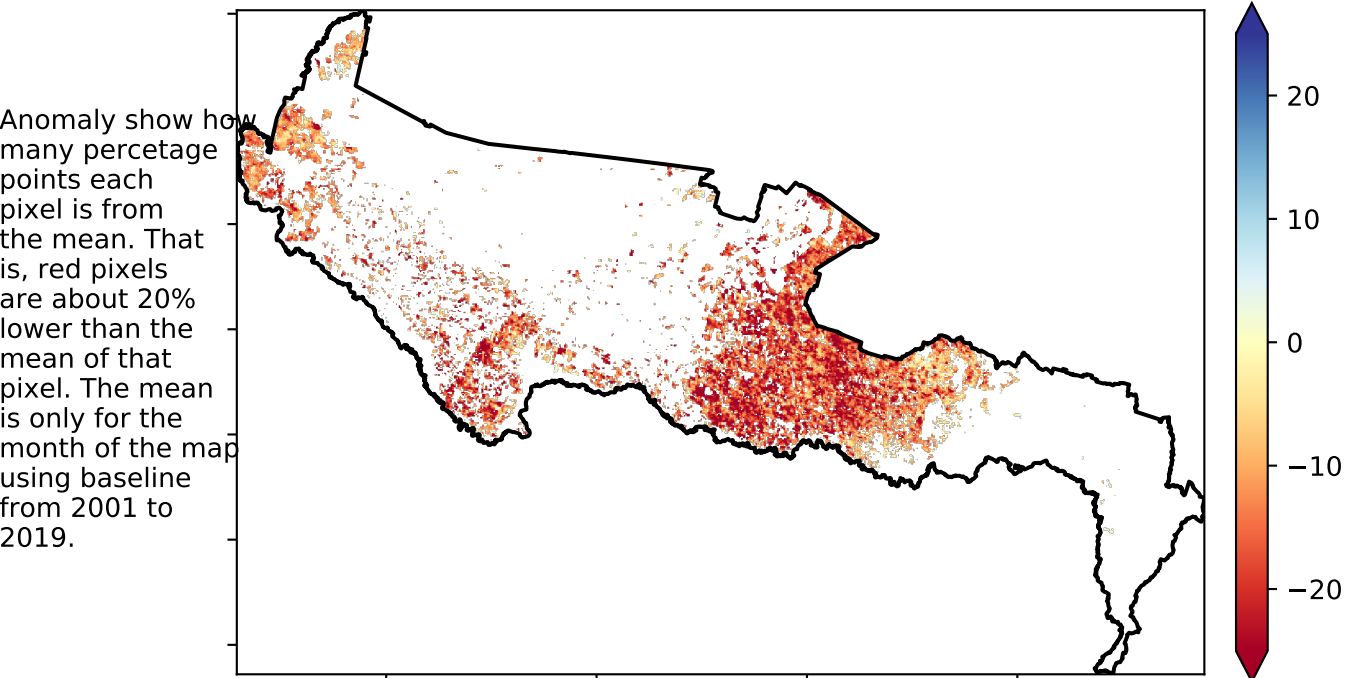 Anomaly show how
many percetage
points each
pixel is from
the mean. That
is, red pixels
are about 20%
lower than the
mean of that
pixel. The mean
is only for the
month of the map
using baseline
from 2001 to
2019.
20
10
0
−10
−20